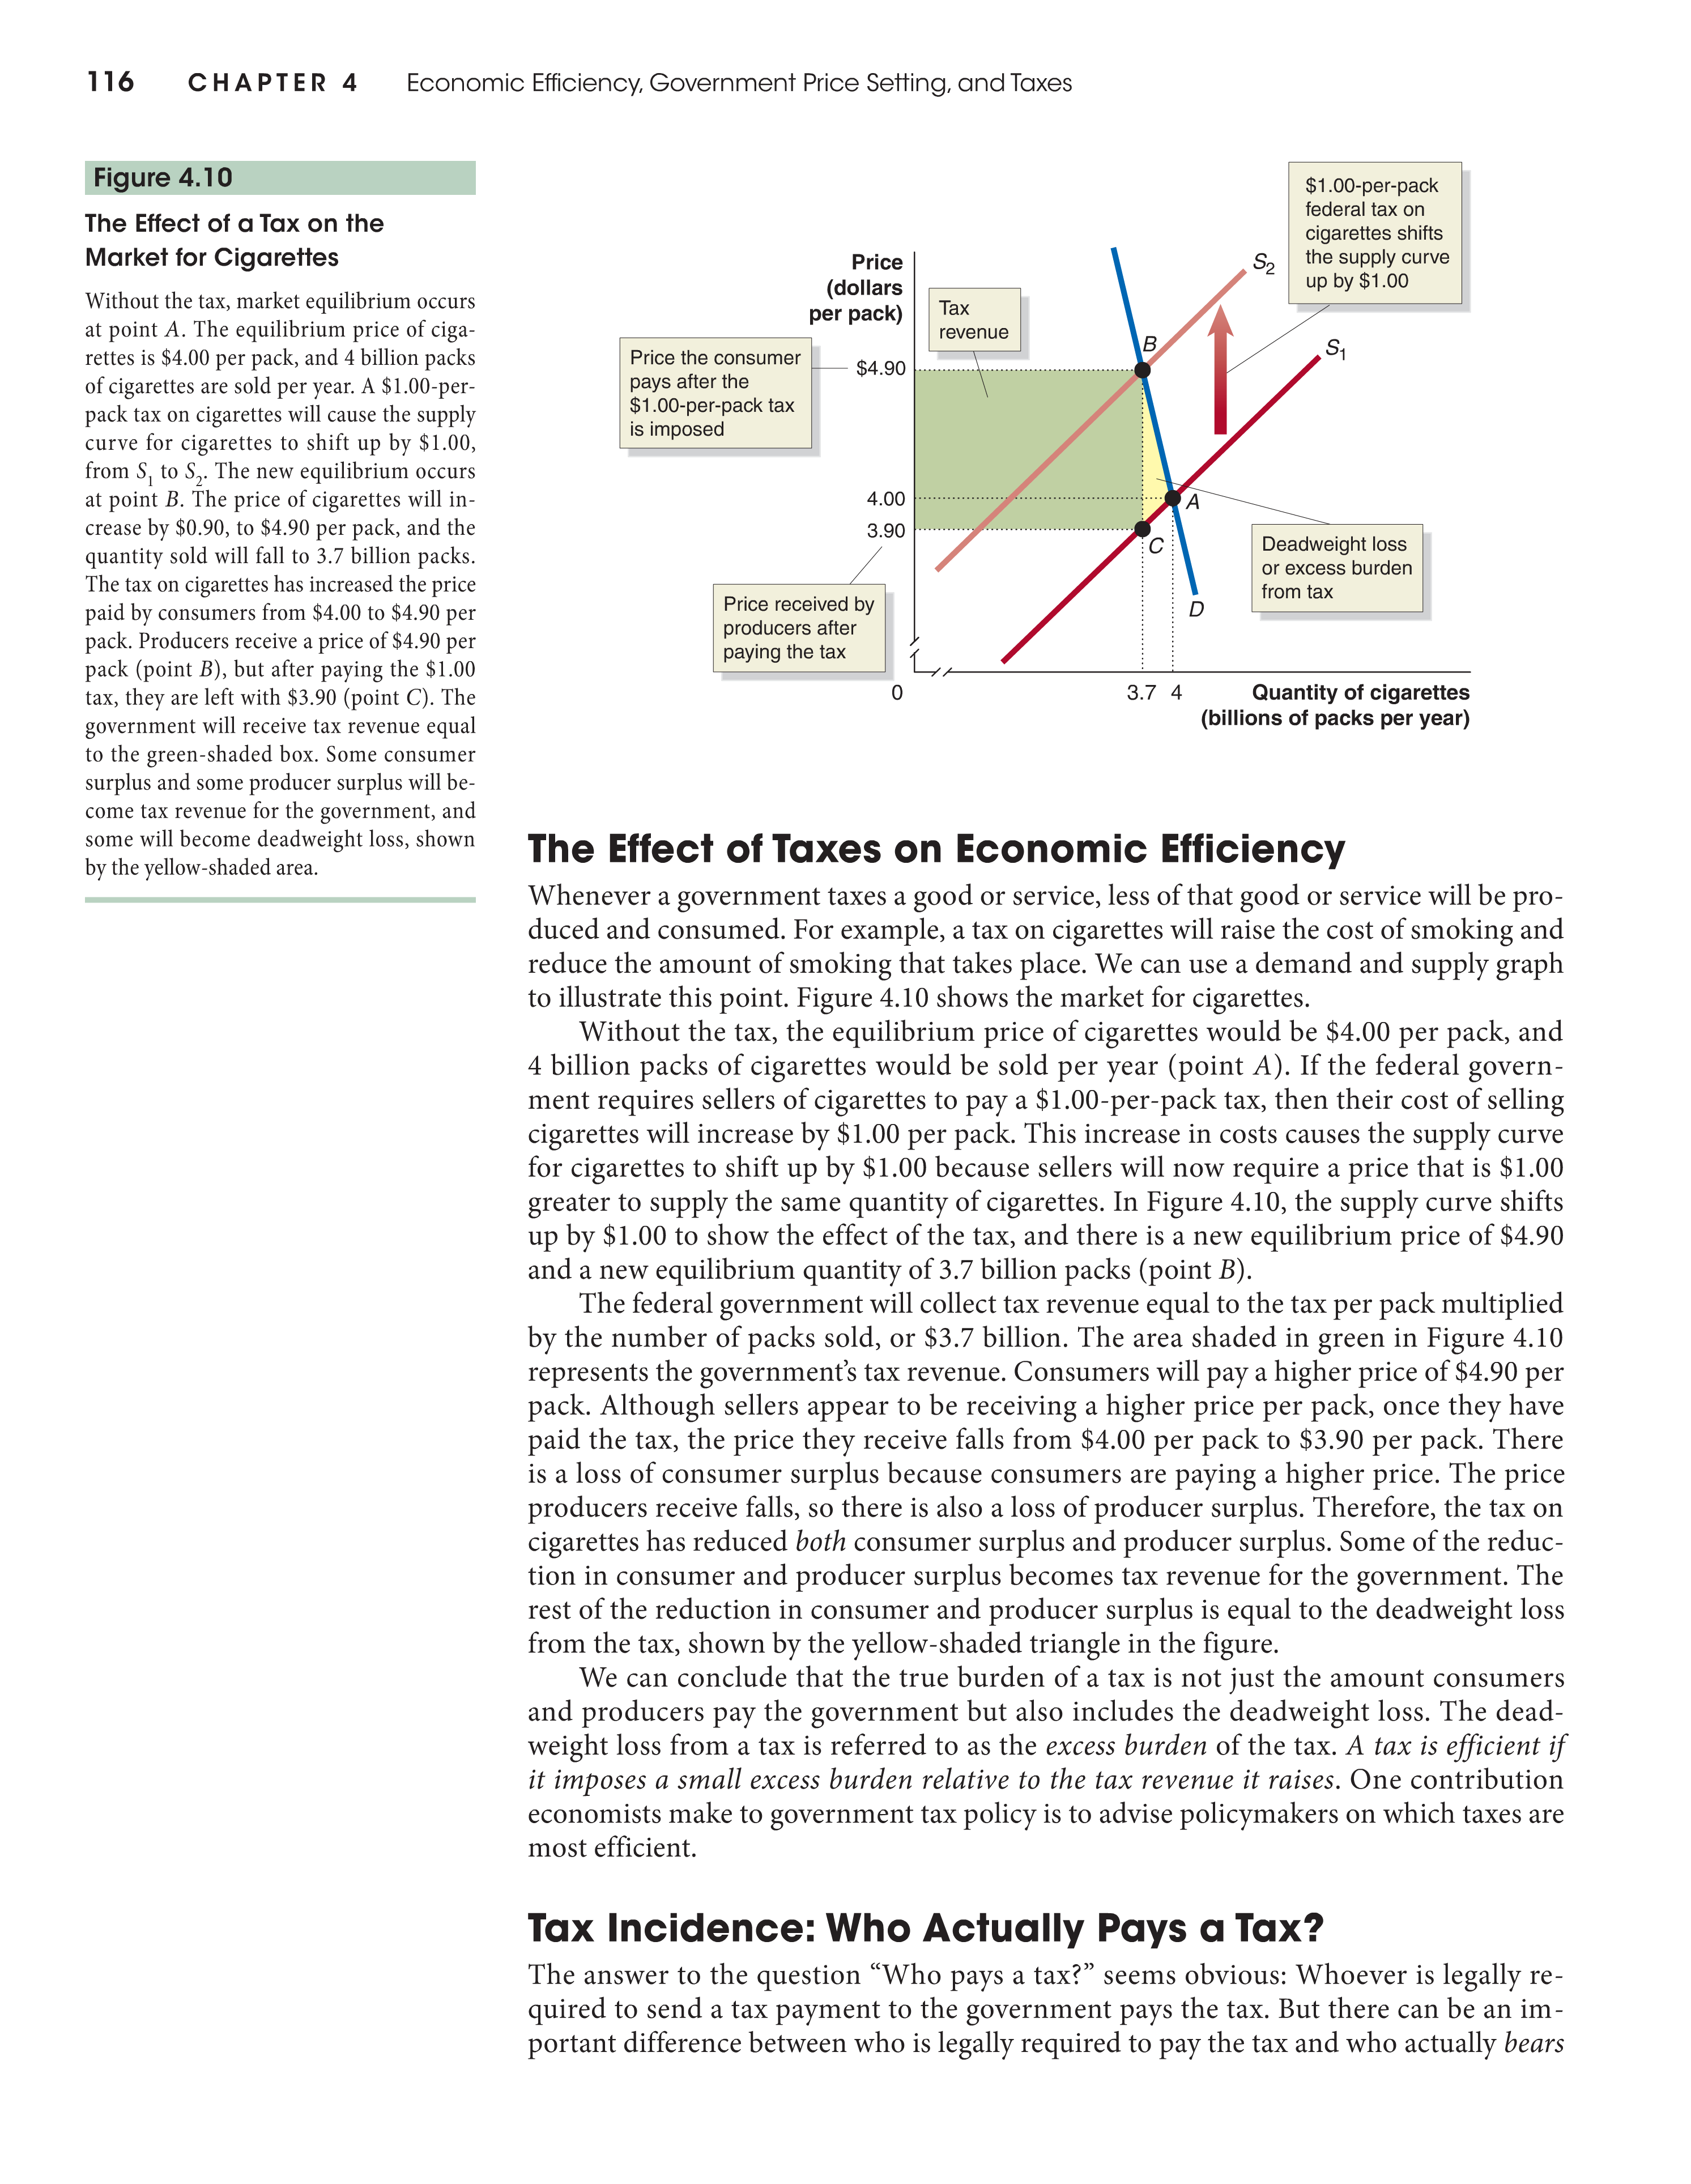 116 CHAPTER 4 Economic Efficiency, Government Price Setting, and Taxes
Figure 4.10
The Effect of a Tax on the
Market for Cigarettes
Without the tax, market equilibrium occurs
at point A. The equilibrium price of ciga-
rettes is $4.00 per pack, and 4 billion packs
of cigarettes are sold per year. A $1.00-per-
pack tax on cigarettes will cause the supply
curve for cigarettes to shift up by $1.00,
from S1 to S2. The new equilibrium occurs
at point B. The price of cigarettes will in-
crease by $0.90, to $4.90 per pack, and the
quantity sold will fall to 3.7 billion packs.
The tax on cigarettes has increased the price
paid by consumers from $4.00 to $4.90 per
pack. Producers receive a price of $4.90 per
pack (point B), but after paying the $1.00
tax, they are left with $3.90 (point C). The
government will receive tax revenue equal
to the green-shaded box. Some consumer
surplus and some producer surplus will be-
come tax revenue for the government, and
some will become deadweight loss, shown
by the yellow-shaded area.
$1.00-per-pack
federal tax on
cigarettes shifts
the supply curve
up by $1.00
Price
(dollars
per pack)
Tax
revenue
S2
S1
Price the consumer
pays after the
$1.00-per-pack tax
is imposed
$4.90
B
4.00
A
3.90
C
Deadweight loss
or excess burden
from tax
Price received by
producers after
paying the tax
D
0
3.7 4
Quantity of cigarettes
(billions of packs per year)
The Effect of Taxes on Economic Efficiency
Whenever a government taxes a good or service, less of that good or service will be pro-
duced and consumed. For example, a tax on cigarettes will raise the cost of smoking and
reduce the amount of smoking that takes place. We can use a demand and supply graph
to illustrate this point. Figure 4.10 shows the market for cigarettes.
Without the tax, the equilibrium price of cigarettes would be $4.00 per pack, and
4 billion packs of cigarettes would be sold per year (point A). If the federal govern-
ment requires sellers of cigarettes to pay a $1.00-per-pack tax, then their cost of selling
cigarettes will increase by $1.00 per pack. This increase in costs causes the supply curve
for cigarettes to shift up by $1.00 because sellers will now require a price that is $1.00
greater to supply the same quantity of cigarettes. In Figure 4.10, the supply curve shifts
up by $1.00 to show the effect of the tax, and there is a new equilibrium price of $4.90
and a new equilibrium quantity of 3.7 billion packs (point B).
The federal government will collect tax revenue equal to the tax per pack multiplied
by the number of packs sold, or $3.7 billion. The area shaded in green in Figure 4.10
represents the government’s tax revenue. Consumers will pay a higher price of $4.90 per
pack. Although sellers appear to be receiving a higher price per pack, once they have
paid the tax, the price they receive falls from $4.00 per pack to $3.90 per pack. There
is a loss of consumer surplus because consumers are paying a higher price. The price
producers receive falls, so there is also a loss of producer surplus. Therefore, the tax on
cigarettes has reduced both consumer surplus and producer surplus. Some of the reduc-
tion in consumer and producer surplus becomes tax revenue for the government. The
rest of the reduction in consumer and producer surplus is equal to the deadweight loss
from the tax, shown by the yellow-shaded triangle in the figure.
We can conclude that the true burden of a tax is not just the amount consumers
and producers pay the government but also includes the deadweight loss. The dead-
weight loss from a tax is referred to as the excess burden of the tax. A tax is efficient if
it imposes a small excess burden relative to the tax revenue it raises. One contribution
economists make to government tax policy is to advise policymakers on which taxes are
most efficient.
Tax Incidence: Who Actually Pays a Tax?
The answer to the question “Who pays a tax?” seems obvious: Whoever is legally re-
quired to send a tax payment to the government pays the tax. But there can be an im-
portant difference between who is legally required to pay the tax and who actually bears